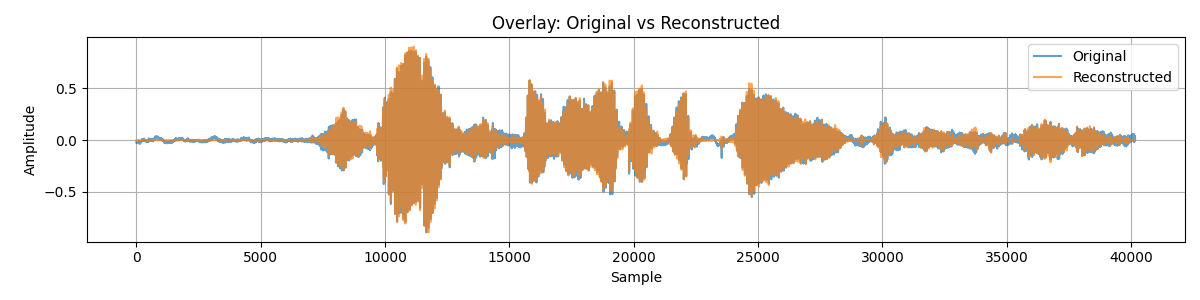 Overlay: Original vs Reconstructed
Original
Reconstructed
Amplitude
0.5
0.0
−0.5
0 5000 10000 15000 20000 25000 30000 35000 40000
Sample